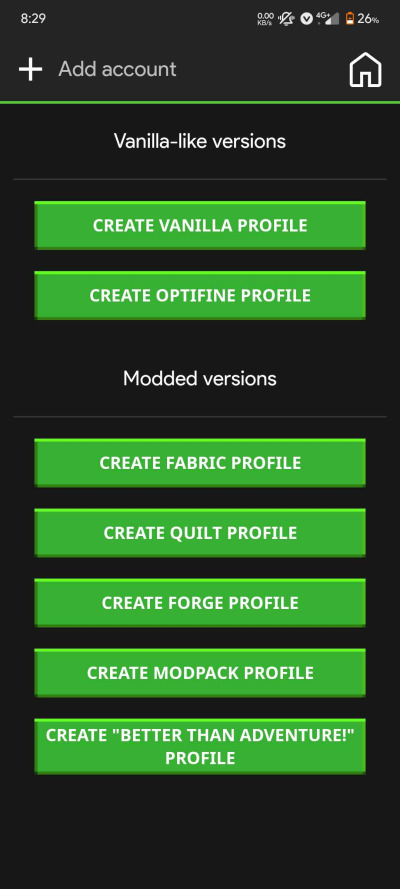 8:29
0.00
KB/s
4G+
26%
Add account
Vanilla-like versions
CREATE VANILLA PROFILE
CREATE OPTIFINE PROFILE
Modded versions
CREATE FABRIC PROFILE
CREATE QUILT PROFILE
CREATE FORGE PROFILE
CREATE MODPACK PROFILE
CREATE "BETTER THAN ADVENTURE!"
PROFILE